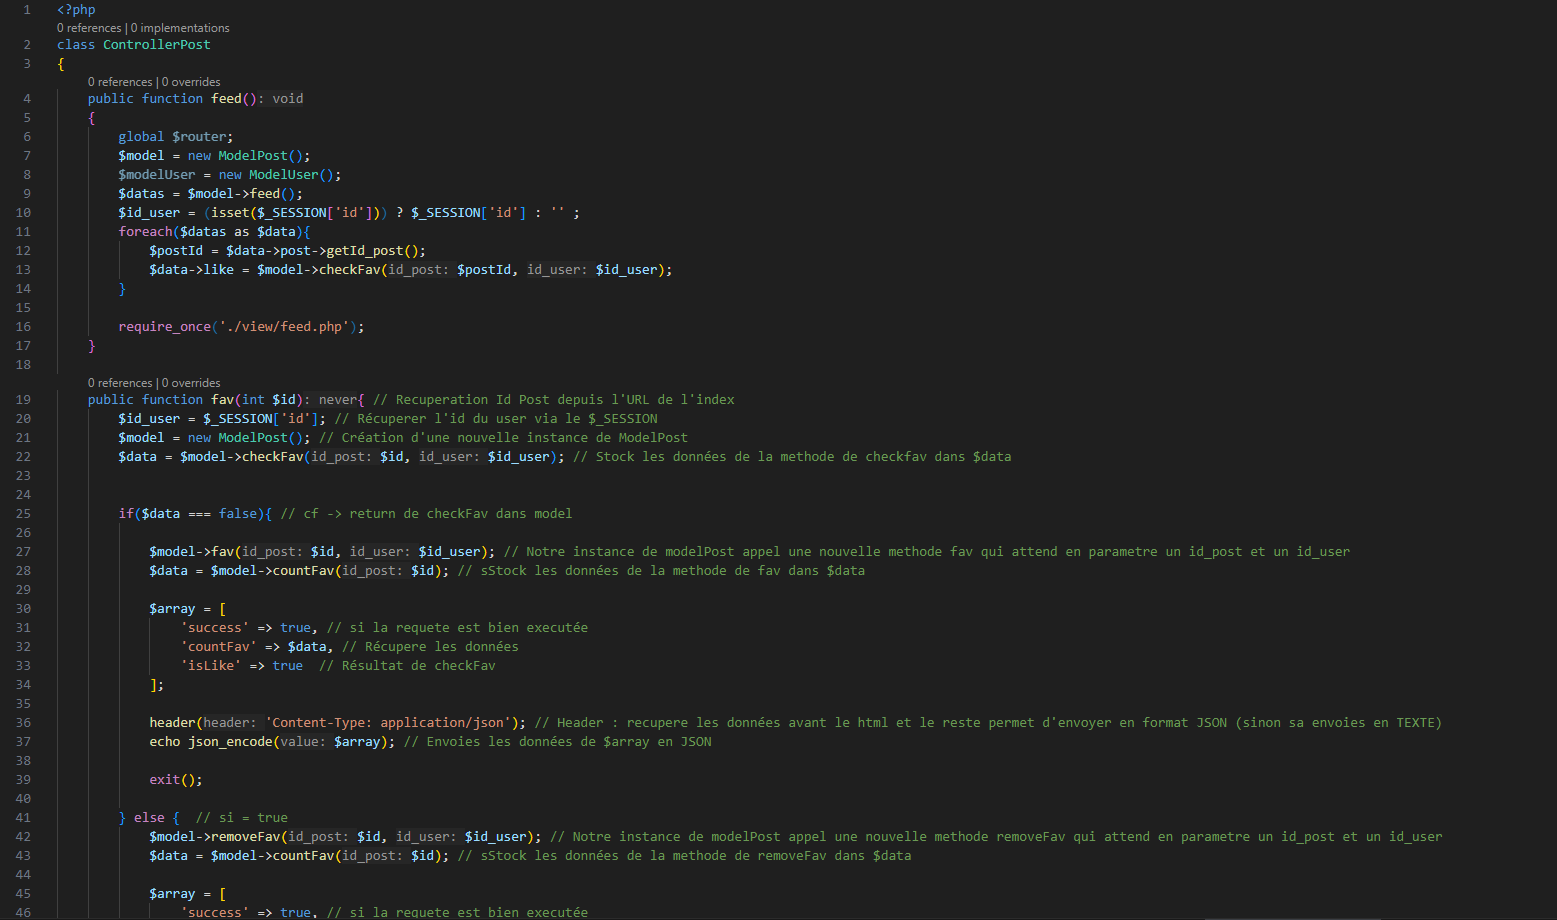 1 <?php
0 references | 0 implementations
2 class ControllerPost
3 {
0 references | 0 overrides
4 public function feed(): void
5 {
6 global $router;
7 $model = new ModelPost();
8 $modelUser = new ModelUser();
9 $datas = $model->feed();
10 $id_user = (isset($_SESSION['id'])) ? $_SESSION['id'] : '' ;
11 foreach($datas as $data){
12 $postId = $data->post->getId_post();
13 $data->like = $model->checkFav(id_post: $postId, id_user: $id_user);
14 }
15
16 require_once('./view/feed.php');
17 }
18
0 references | 0 overrides
19 public function fav(int $id): never{ // Recuperation Id Post depuis l'URL de l'index
20 $id_user = $_SESSION['id']; // Récuperer l'id du user via le $_SESSION
21 $model = new ModelPost(); // Création d'une nouvelle instance de ModelPost
22 $data = $model->checkFav(id_post: $id, id_user: $id_user); // Stock les données de la methode de checkfav dans $data
23
24
25 if($data === false){ // cf -> return de checkFav dans model
26
27 $model->fav(id_post: $id, id_user: $id_user); // Notre instance de modelPost appel une nouvelle methode fav qui attend en parametre un id_post et un id_user
28 $data = $model->countFav(id_post: $id); // sStock les données de la methode de fav dans $data
29
30 $array = [
31 'success' => true, // si la requete est bien executée
32 'countFav' => $data, // Récupere les données
33 'isLike' => true // Résultat de checkFav
34 ];
35
36 header(header: 'Content-Type: application/json'); // Header : recupere les données avant le html et le reste permet d'envoyer en format JSON (sinon sa envoies en TEXTE)
37 echo json_encode(value: $array); // Envoies les données de $array en JSON
38
39 exit();
40
41 } else { // si = true
42 $model->removeFav(id_post: $id, id_user: $id_user); // Notre instance de modelPost appel une nouvelle methode removeFav qui attend en parametre un id_post et un id_user
43 $data = $model->countFav(id_post: $id); // sStock les données de la methode de removeFav dans $data
44
45 $array = [
46 'success' => true, // si la requete est bien executée